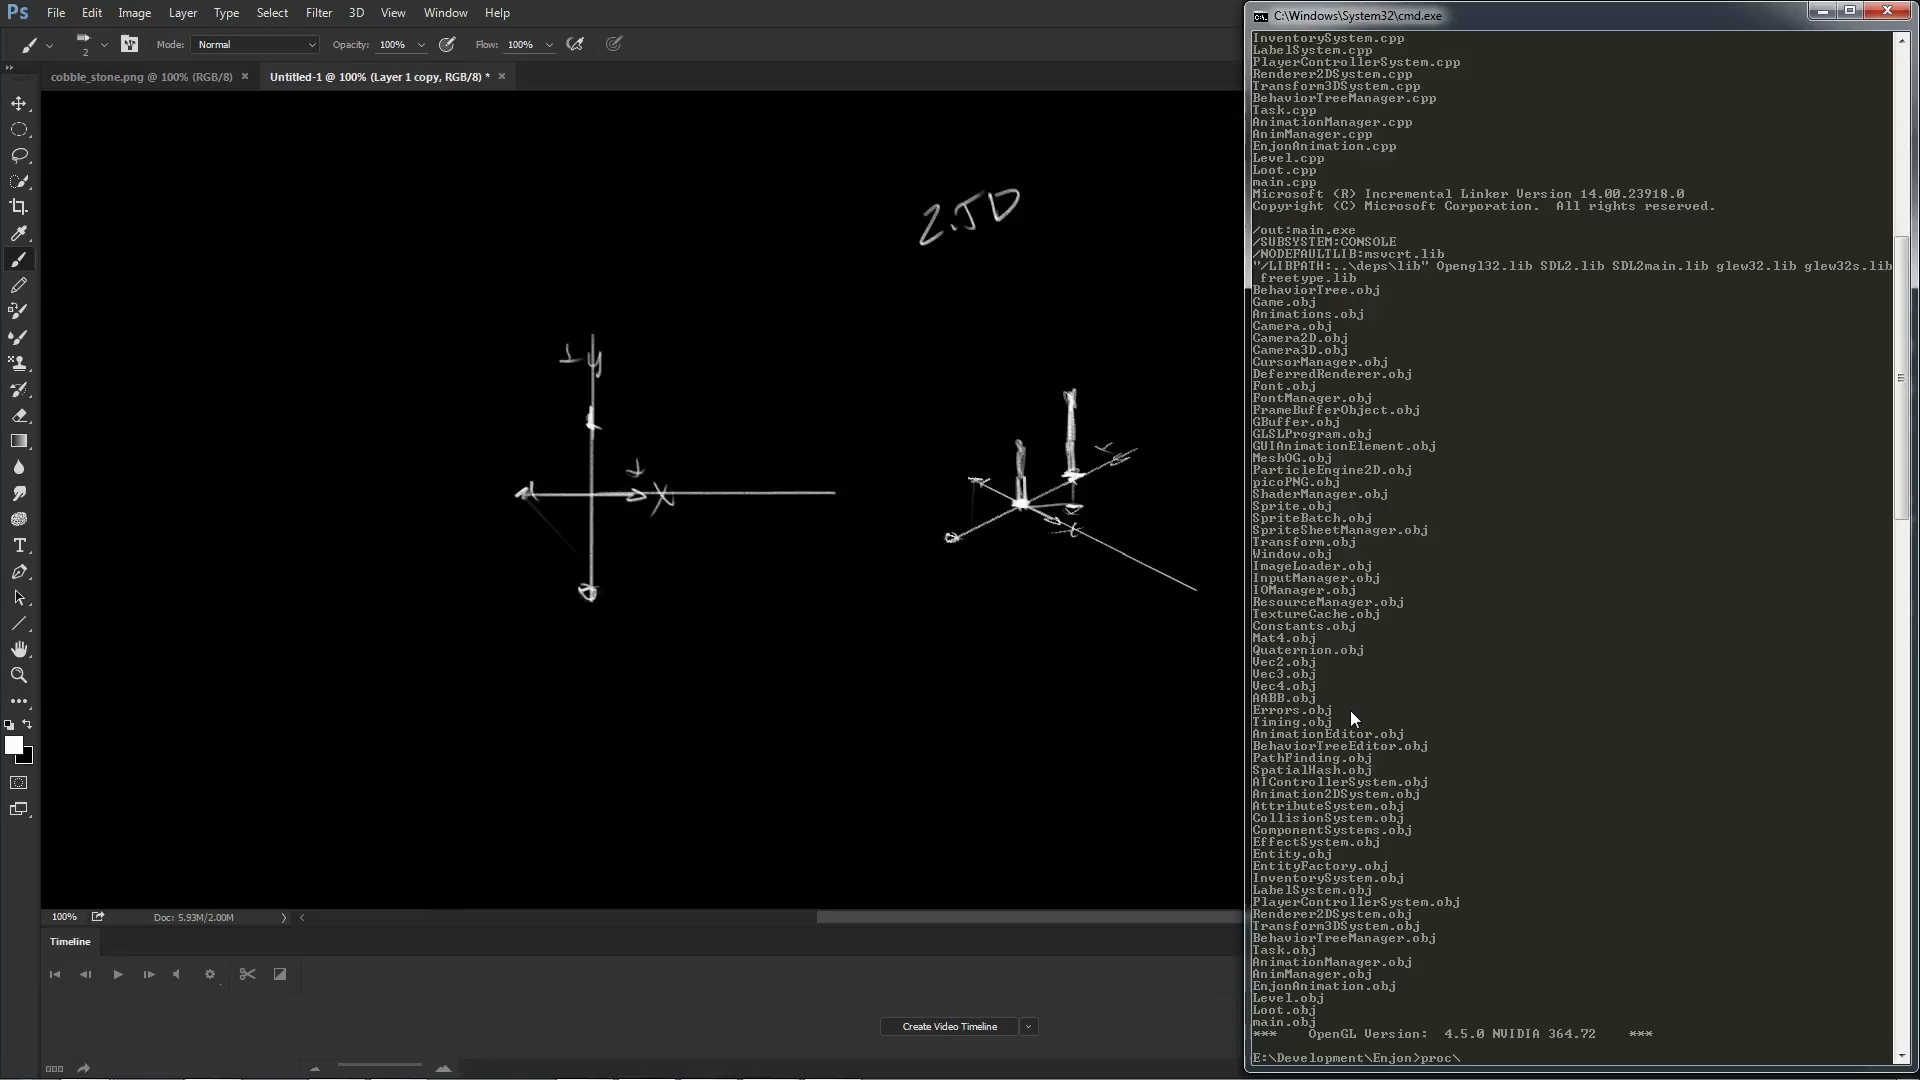 Ps File Edit Image Layer Type Select Filter 3D View Window Help
2 Mode: Normal Opacity: 100% Flow: 100%
cobble_stone.png @ 100% (RGB/8) × Untitled-1 @ 100% (Layer 1 copy, RGB/8) * ×
2.5D
y
x
100% Doc: 5.93M/2.00M
Timeline
Create Video Timeline
C:\Windows\System32\cmd.exe
InventorySystem.cpp
LabelSystem.cpp
PlayerControllerSystem.cpp
Renderer2DSystem.cpp
Transform3DSystem.cpp
BehaviorTreeManager.cpp
Task.cpp
AnimationManager.cpp
AnimManager.cpp
EnjonAnimation.cpp
Level.cpp
Loot.cpp
main.cpp
Microsoft (R) Incremental Linker Version 14.00.23918.0
Copyright (C) Microsoft Corporation.  All rights reserved.
/out:main.exe
/SUBSYSTEM:CONSOLE
/NODEFAULTLIB:msvcrt.lib
"/LIBPATH:..\deps\lib" Opengl32.lib SDL2.lib SDL2main.lib glew32.lib glew32s.lib
freetype.lib
BehaviorTree.obj
Game.obj
Animations.obj
Camera.obj
Camera2D.obj
Camera3D.obj
CursorManager.obj
DeferredRenderer.obj
Font.obj
FontManager.obj
FrameBufferObject.obj
GBuffer.obj
GLSLProgram.obj
GUIAnimationElement.obj
MeshOG.obj
ParticleEngine2D.obj
picoPNG.obj
ShaderManager.obj
Sprite.obj
SpriteBatch.obj
SpriteSheetManager.obj
Transform.obj
Window.obj
ImageLoader.obj
InputManager.obj
IOManager.obj
ResourceManager.obj
TextureCache.obj
Constants.obj
Mat4.obj
Quaternion.obj
Vec2.obj
Vec3.obj
Vec4.obj
AABB.obj
Errors.obj
Timing.obj
AnimationEditor.obj
BehaviorTreeEditor.obj
PathFinding.obj
SpatialHash.obj
AIControllerSystem.obj
Animation2DSystem.obj
AttributeSystem.obj
CollisionSystem.obj
ComponentSystems.obj
EffectSystem.obj
Entity.obj
EntityFactory.obj
InventorySystem.obj
LabelSystem.obj
PlayerControllerSystem.obj
Renderer2DSystem.obj
Transform3DSystem.obj
BehaviorTreeManager.obj
Task.obj
AnimationManager.obj
AnimManager.obj
EnjonAnimation.obj
Level.obj
Loot.obj
main.obj
***    OpenGL Version:  4.5.0 NVIDIA 364.72    ***
E:\Development\Enjon>proc\